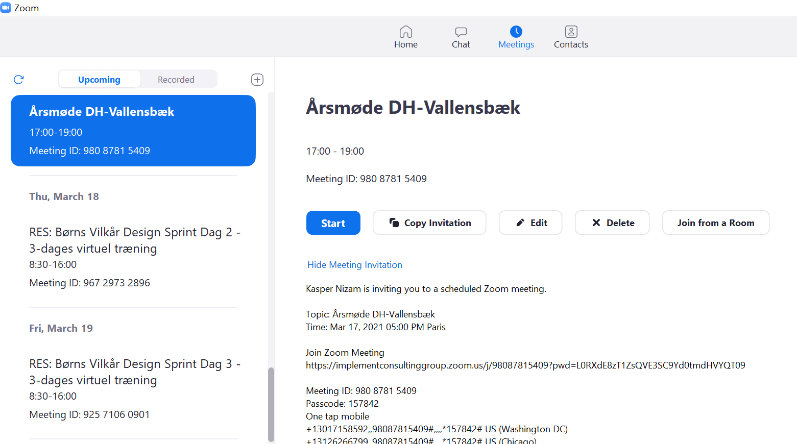 Zoom
Home
Chat
Meetings
Contacts
Upcoming
Recorded
Årsmøde DH-Vallensbæk
17:00-19:00
Meeting ID: 980 8781 5409
Thu, March 18
RES: Børns Vilkår Design Sprint Dag 2 -
3-dages virtuel træning
8:30-16:00
Meeting ID: 967 2973 2896
Fri, March 19
RES: Børns Vilkår Design Sprint Dag 3 -
3-dages virtuel træning
8:30-16:00
Meeting ID: 925 7106 0901
Årsmøde DH-Vallensbæk
17:00 - 19:00
Meeting ID: 980 8781 5409
Start
Copy Invitation
Edit
Delete
Join from a Room
Hide Meeting Invitation
Kasper Nizam is inviting you to a scheduled Zoom meeting.
Topic: Årsmøde DH-Vallensbæk
Time: Mar 17, 2021 05:00 PM Paris
Join Zoom Meeting
https://implementconsultinggroup.zoom.us/j/98087815409?pwd=L0RXdE8zT1ZsQVE3SC9Yd0tmdHVYQT09
Meeting ID: 980 8781 5409
Passcode: 157842
One tap mobile
+13017158592,,98087815409#,,,,*157842# US (Washington DC)
+13126266799,,98087815409#,,,,*157842# US (Chicago)